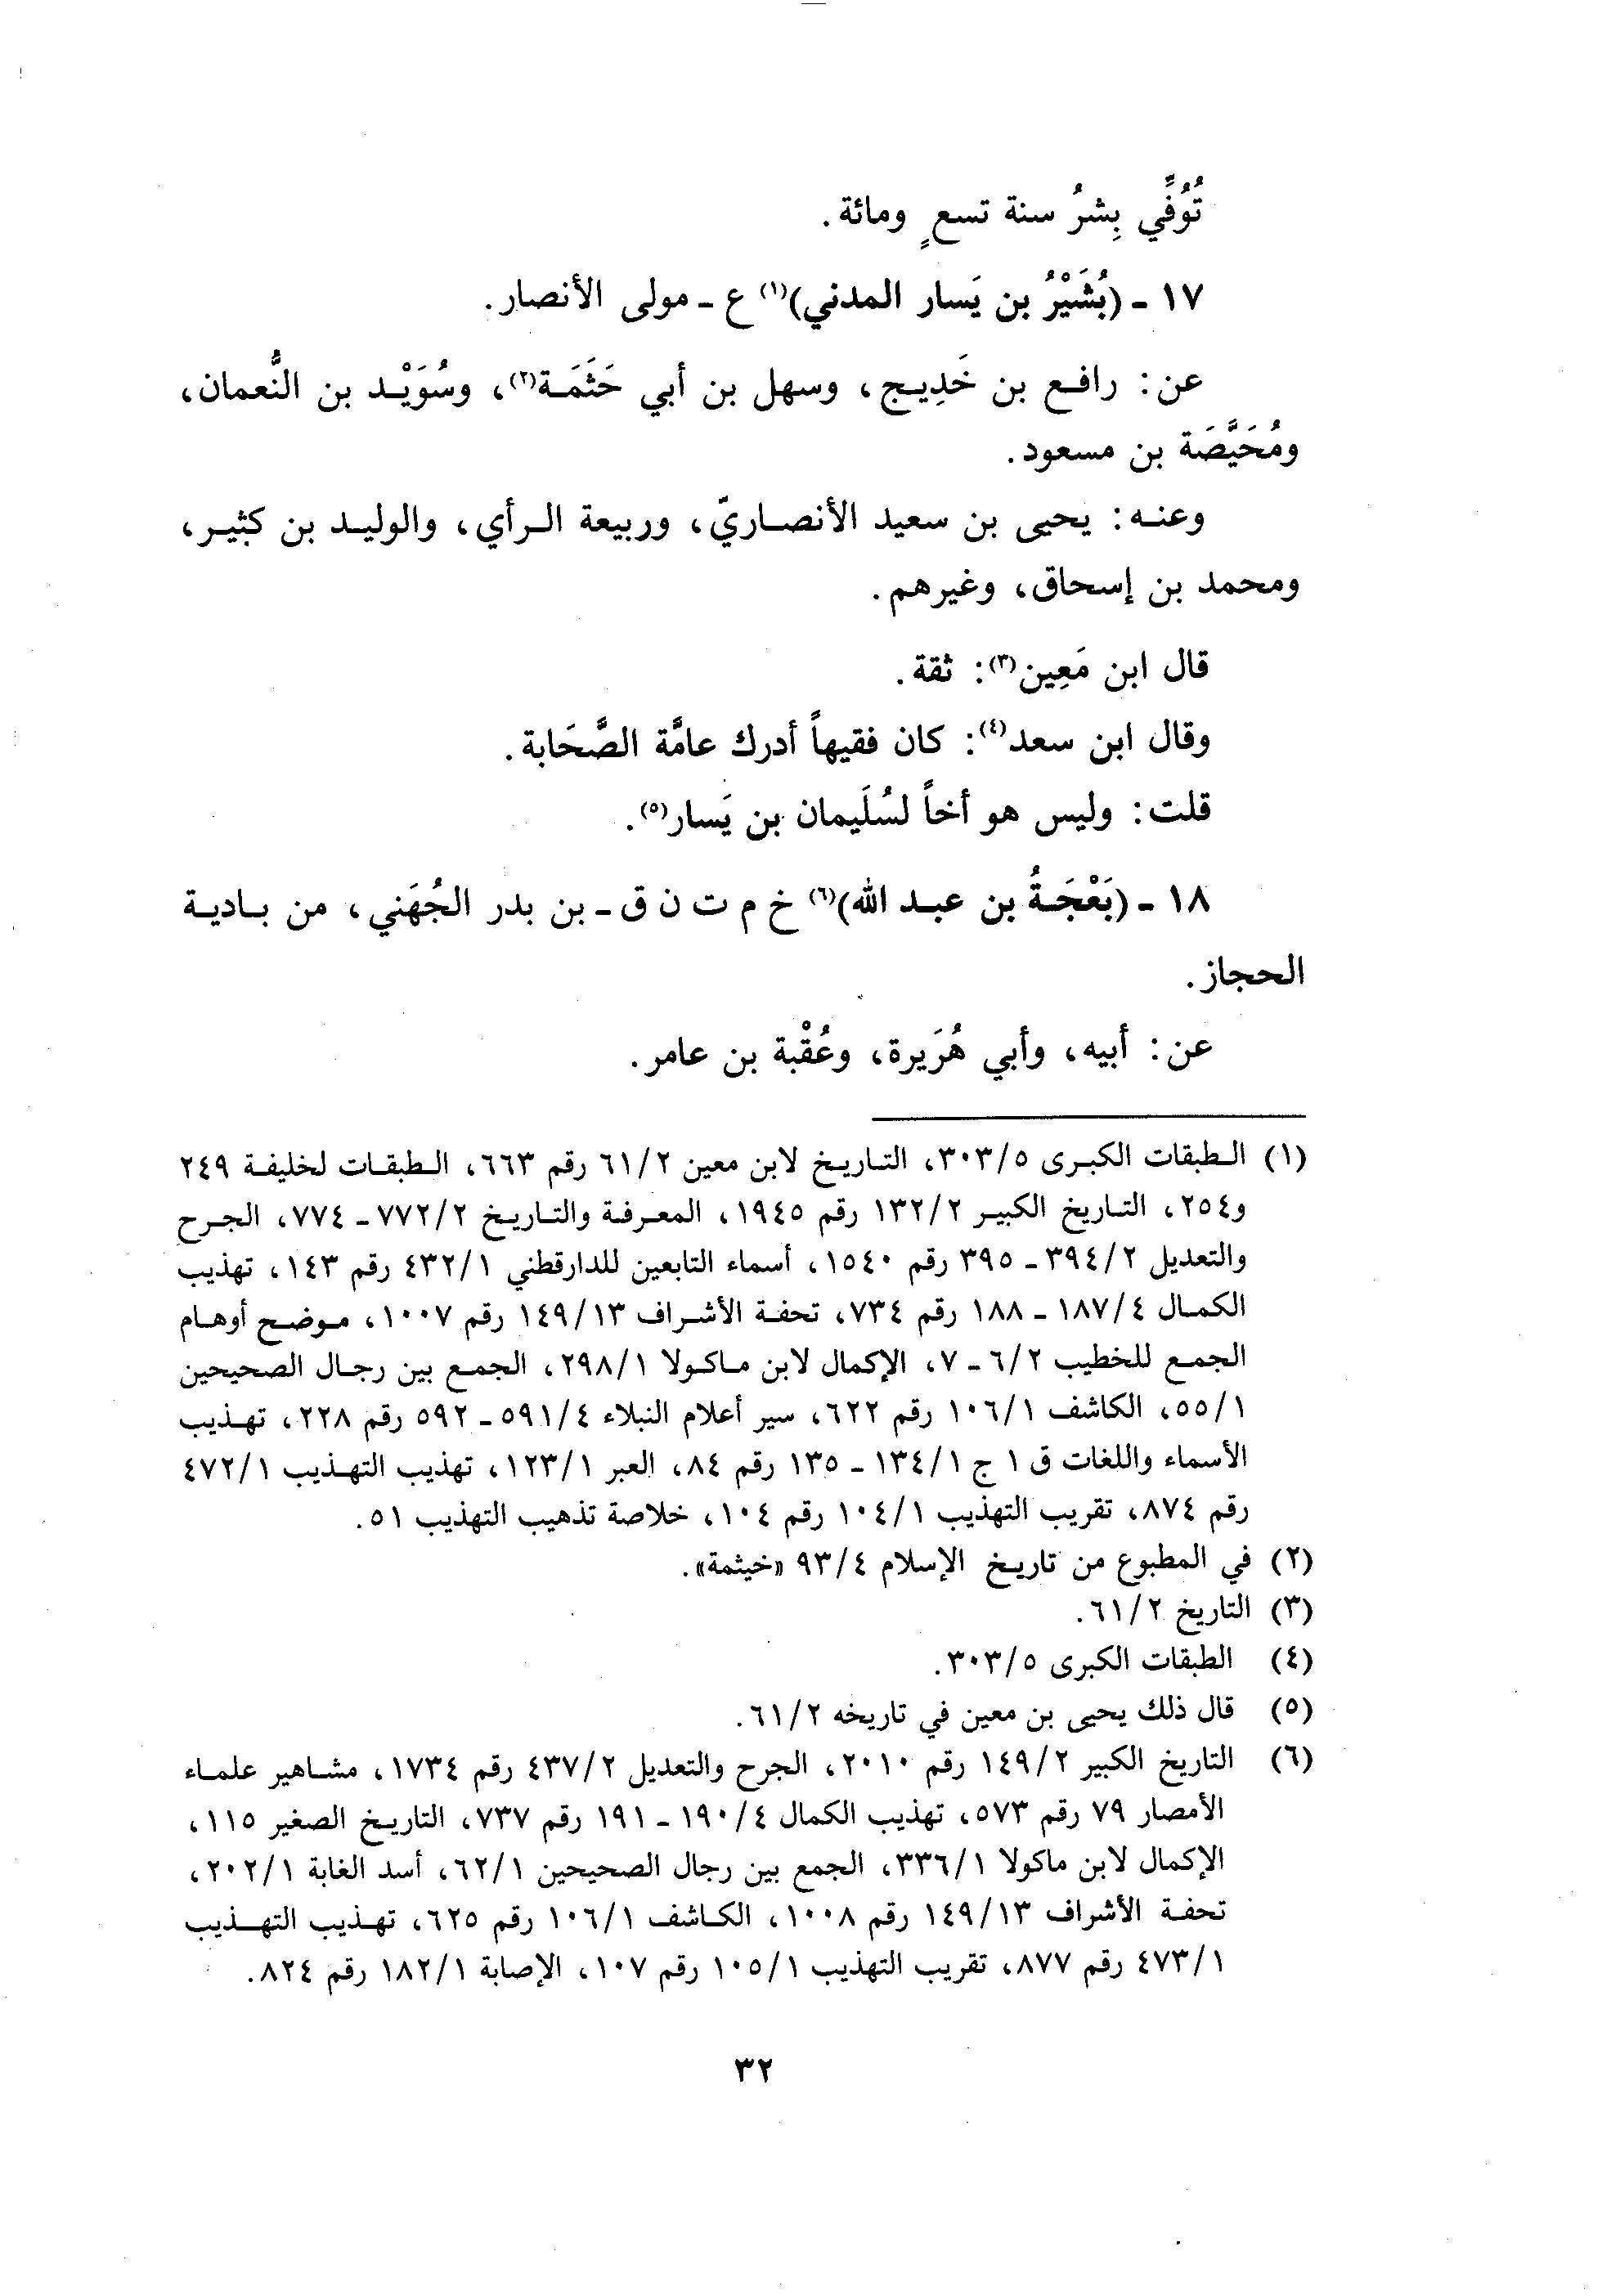 تُوُفِّي بِشرُ سنة تسعٍ ومائة.
١٧ - (بُشَيْرُ بن يَسار المدني)(١) ع - مولى الأنصار.
عن: رافع بن خَدِيج، وسهل بن أبي حَثَمَة(٢)، وسُوَيْد بن النُّعمان،
ومُحَيَّصَة بن مسعود.
وعنه: يحيى بن سعيد الأنصاريّ، وربيعة الرأي، والوليد بن كثير،
ومحمد بن إسحاق، وغيرهم.
قال ابن مَعِين(٣): ثقة.
وقال ابن سعد(٤): كان فقيهاً أدرك عامَّة الصَّحَابة.
قلت: وليس هو أخاً لسُلَيمان بن يَسار(٥).
١٨ - (بَعْجَةُ بن عبد الله)(٦) خ م ت ن ق - بن بدر الجُهَني، من بادية
الحجاز.
عن: أبيه، وأبي هُرَيرة، وعُقْبة بن عامر.
(١) الطبقات الكبرى ٣٠٣/٥، التاريخ لابن معين ٦١/٢ رقم ٦٦٣، الطبقات لخليفة ٢٤٩
و٢٥٤، التاريخ الكبير ١٣٢/٢ رقم ١٩٤٥، المعرفة والتاريخ ٧٧٢/٢ - ٧٧٤، الجرح
والتعديل ٣٩٤/٢ - ٣٩٥ رقم ١٥٤٠، أسماء التابعين للدارقطني ٤٣٢/١ رقم ١٤٣، تهذيب
الكمال ١٨٧/٤ - ١٨٨ رقم ٧٣٤، تحفة الأشراف ١٤٩/١٣ رقم ١٠٠٧، موضح أوهام
الجمع للخطيب ٦/٢ - ٧، الإكمال لابن ماكولا ٢٩٨/١، الجمع بين رجال الصحيحين
٥٥/١، الكاشف ١٠٦/١ رقم ٦٢٢، سير أعلام النبلاء ٥٩١/٤ - ٥٩٢ رقم ٢٢٨، تهذيب
الأسماء واللغات ق ١ ج ١٣٤/١ - ١٣٥ رقم ٨٤، العبر ١٢٣/١، تهذيب التهذيب ٤٧٢/١
رقم ٨٧٤، تقريب التهذيب ١٠٤/١ رقم ١٠٤، خلاصة تذهيب التهذيب ٥١.
(٢) في المطبوع من تاريخ الإسلام ٩٣/٤ «خيثمة».
(٣) التاريخ ٦١/٢.
(٤) الطبقات الكبرى ٣٠٣/٥.
(٥) قال ذلك يحيى بن معين في تاريخه ٦١/٢.
(٦) التاريخ الكبير ١٤٩/٢ رقم ٢٠١٠، الجرح والتعديل ٤٣٧/٢ رقم ١٧٣٤، مشاهير علماء
الأمصار ٧٩ رقم ٥٧٣، تهذيب الكمال ١٩٠/٤ - ١٩١ رقم ٧٣٧، التاريخ الصغير ١١٥،
الإكمال لابن ماكولا ٣٣٦/١، الجمع بين رجال الصحيحين ٦٢/١، أسد الغابة ٢٠٢/١،
تحفة الأشراف ١٤٩/١٣ رقم ١٠٠٨، الكاشف ١٠٦/١ رقم ٦٢٥، تهذيب التهذيب
٤٧٣/١ رقم ٨٧٧، تقريب التهذيب ١٠٥/١ رقم ١٠٧، الإصابة ١٨٢/١ رقم ٨٢٤.
٣٢